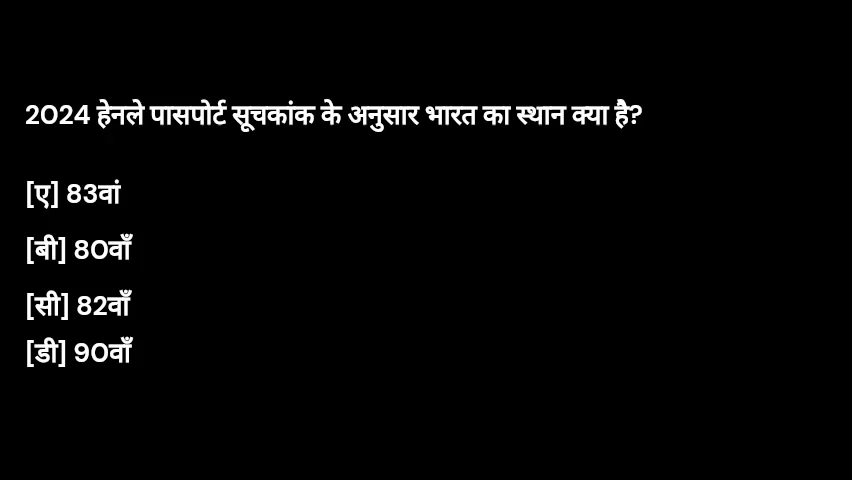 2024 हेनले पासपोर्ट सूचकांक के अनुसार भारत का स्थान क्या है?
[ए] 83वां
[बी] 80वाँ
[सी] 82वाँ
[डी] 90वाँ